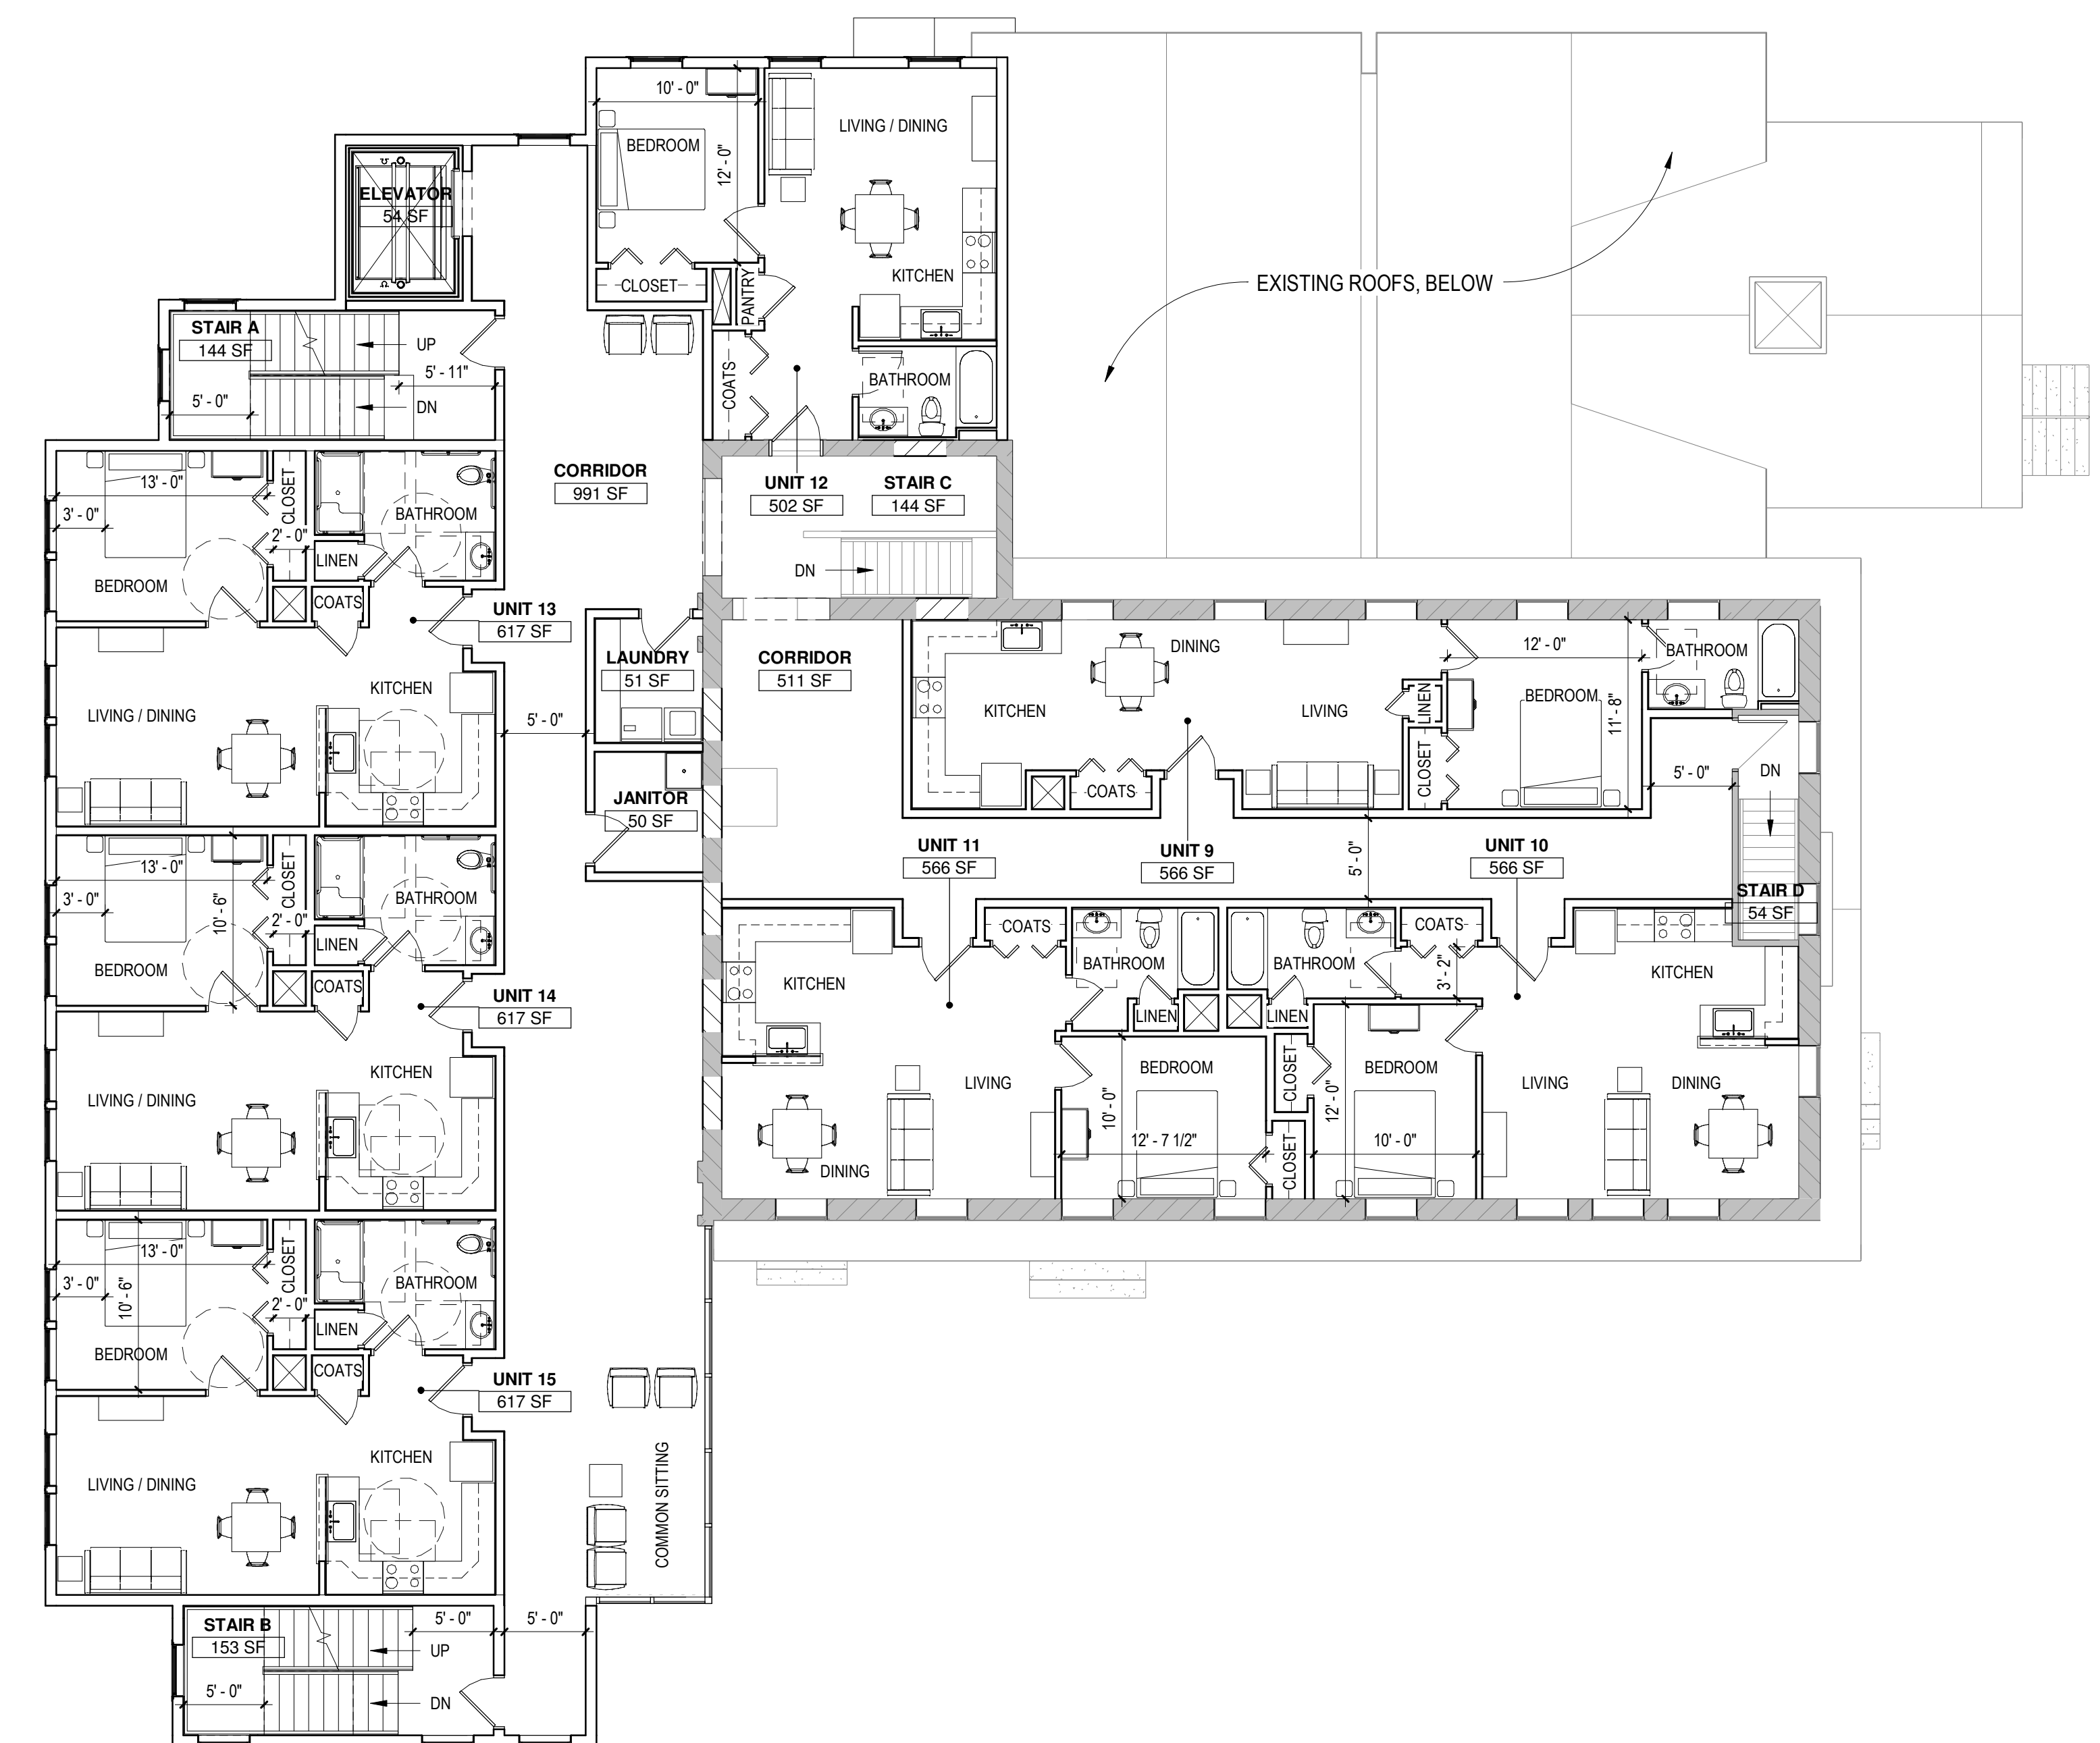 10' - 0"
LIVING / DINING
BEDROOM
12' - 0"
ELEVATOR
54 SF
KITCHEN
CLOSET
PANTRY
EXISTING ROOFS, BELOW
STAIR A
144 SF
UP
5' - 11"
5' - 0"
DN
COATS
BATHROOM
CORRIDOR
991 SF
UNIT 12
502 SF
STAIR C
144 SF
DN
13' - 0"
CLOSET
3' - 0"
BATHROOM
2' - 0"
LINEN
BEDROOM
COATS
UNIT 13
617 SF
KITCHEN
LIVING / DINING
5' - 0"
LAUNDRY
51 SF
JANITOR
50 SF
CORRIDOR
511 SF
DINING
KITCHEN
LIVING
LINEN
CLOSET
COATS
12' - 0"
BATHROOM
BEDROOM
11' - 8"
5' - 0"
DN
UNIT 11
566 SF
UNIT 9
566 SF
5' - 0"
UNIT 10
566 SF
STAIR D
54 SF
13' - 0"
CLOSET
3' - 0"
10' - 6"
BATHROOM
2' - 0"
LINEN
BEDROOM
COATS
UNIT 14
617 SF
KITCHEN
LIVING / DINING
COATS
BATHROOM
BATHROOM
COATS
3' - 2"
KITCHEN
KITCHEN
LINEN
LINEN
BEDROOM
CLOSET
BEDROOM
LIVING
LIVING
DINING
10' - 0"
12' - 0"
12' - 7 1/2"
10' - 0"
CLOSET
DINING
13' - 0"
CLOSET
3' - 0"
10' - 6"
BATHROOM
2' - 0"
LINEN
BEDROOM
COATS
UNIT 15
617 SF
KITCHEN
LIVING / DINING
COMMON SITTING
STAIR B
153 SF
5' - 0"
5' - 0"
UP
5' - 0"
DN